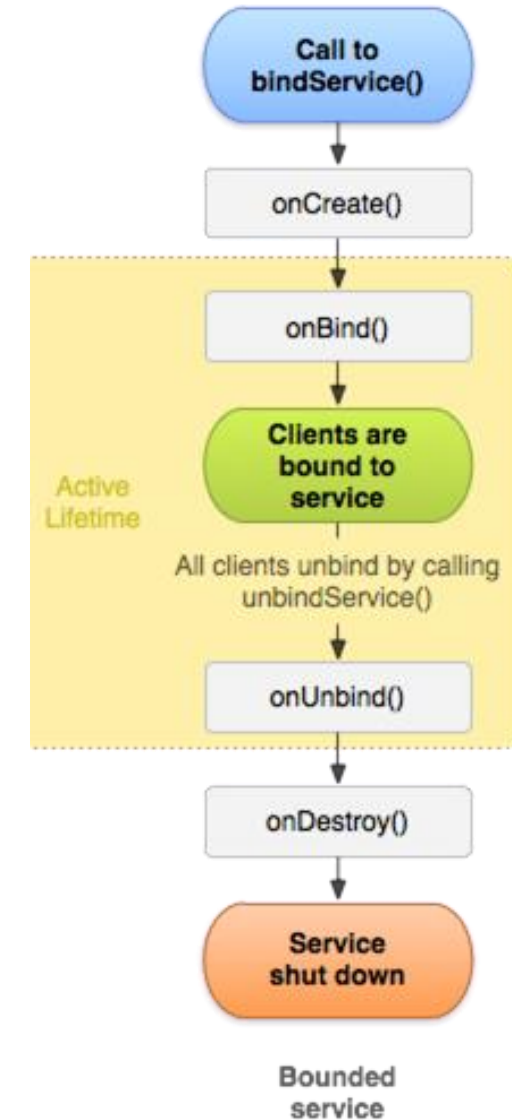 Call to
bindService()
onCreate()
onBind()
Clients are
bound to
service
Active
Lifetime
All clients unbind by calling
unbindService()
onUnbind()
onDestroy()
Service
shut down
Bounded
service